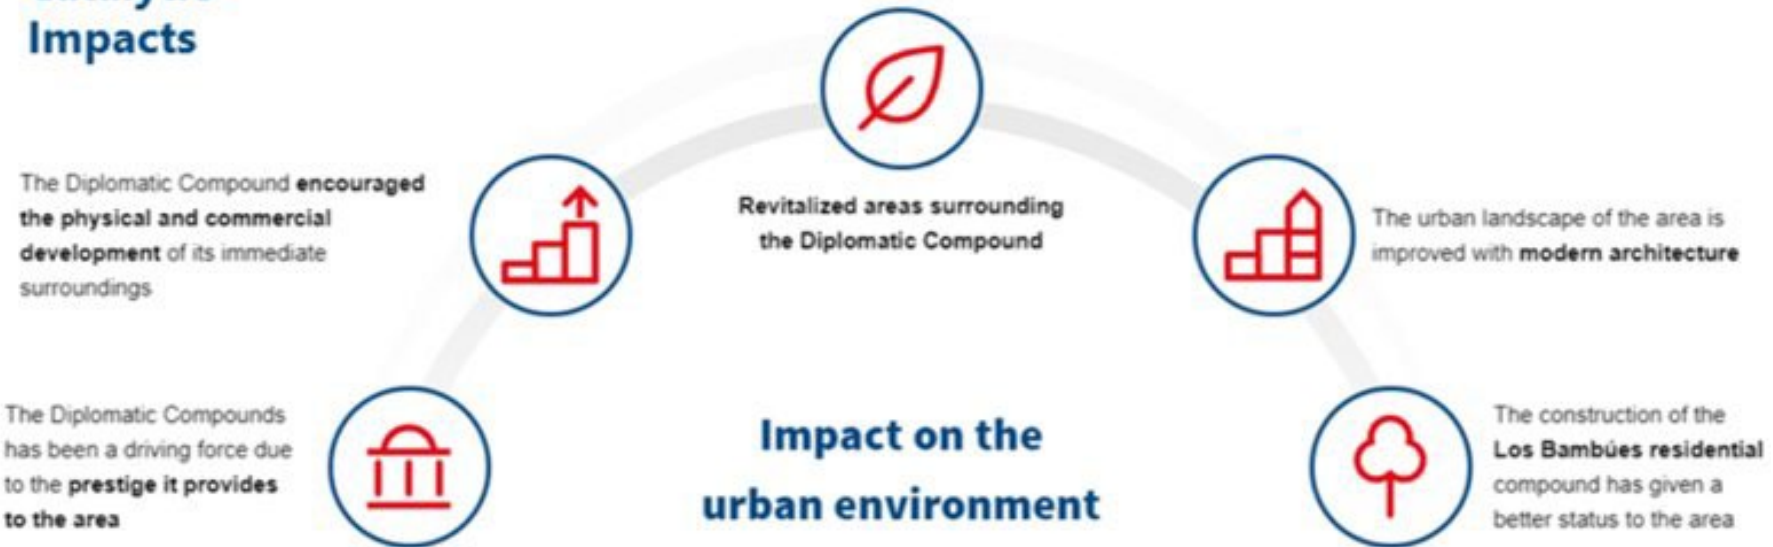 Impacts
Revitalized areas surrounding
the Diplomatic Compound
The Diplomatic Compound encouraged
the physical and commercial
development of its immediate
surroundings
The urban landscape of the area is
improved with modern architecture
The Diplomatic Compounds
has been a driving force due
to the prestige it provides
to the area
Impact on the
urban environment
The construction of the
Los Bambúes residential
compound has given a
better status to the area